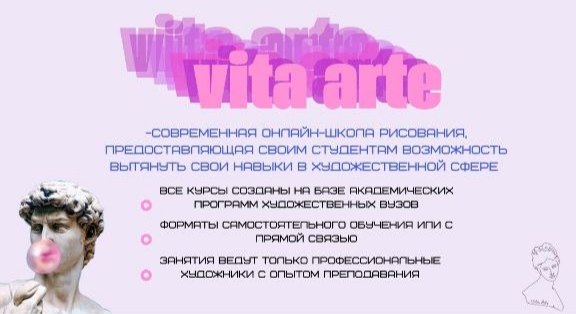 vita arte
-СОВРЕМЕННАЯ ОНЛАЙН-ШКОЛА РИСОВАНИЯ,
ПРЕДОСТАВЛЯЮЩАЯ СВОИМ СТУДЕНТАМ ВОЗМОЖНОСТЬ
ВЫТЯНУТЬ СВОИ НАВЫКИ В ХУДОЖЕСТВЕННОЙ СФЕРЕ
ВСЕ КУРСЫ СОЗДАНЫ НА БАЗЕ АКАДЕМИЧЕСКИХ
ПРОГРАММ ХУДОЖЕСТВЕННЫХ ВУЗОВ
ФОРМАТЫ САМОСТОЯТЕЛЬНОГО ОБУЧЕНИЯ ИЛИ С
ПРЯМОЙ СВЯЗЬЮ
ЗАНЯТИЯ ВЕДУТ ТОЛЬКО ПРОФЕССИОНАЛЬНЫЕ
ХУДОЖНИКИ С ОПЫТОМ ПРЕПОДАВАНИЯ